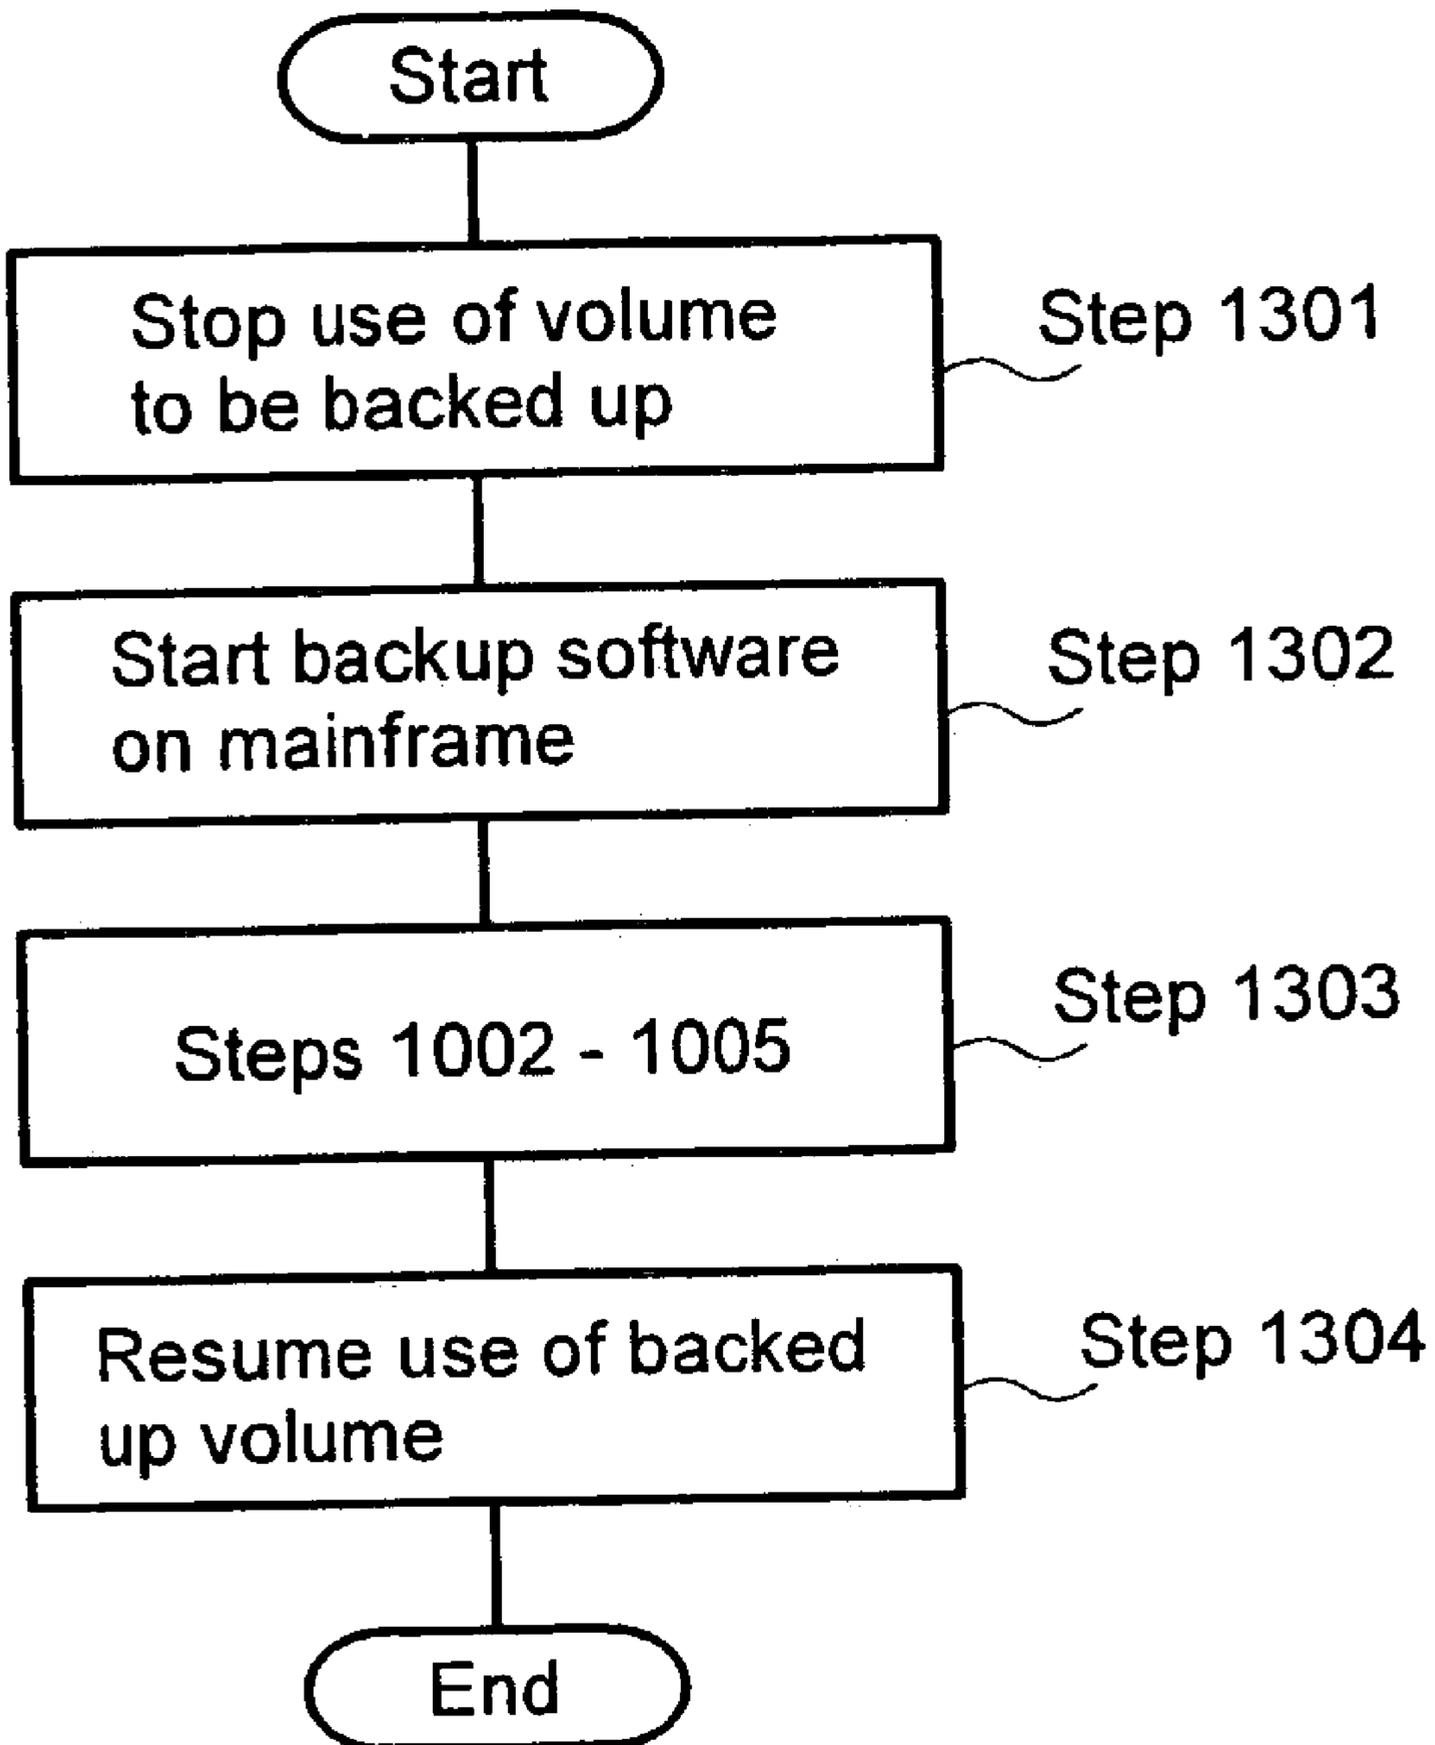 Start
Stop use of volume
to be backed up
Step 1301
Start backup software
on mainframe
Step 1302
Steps 1002 - 1005
Step 1303
Resume use of backed
up volume
Step 1304
End